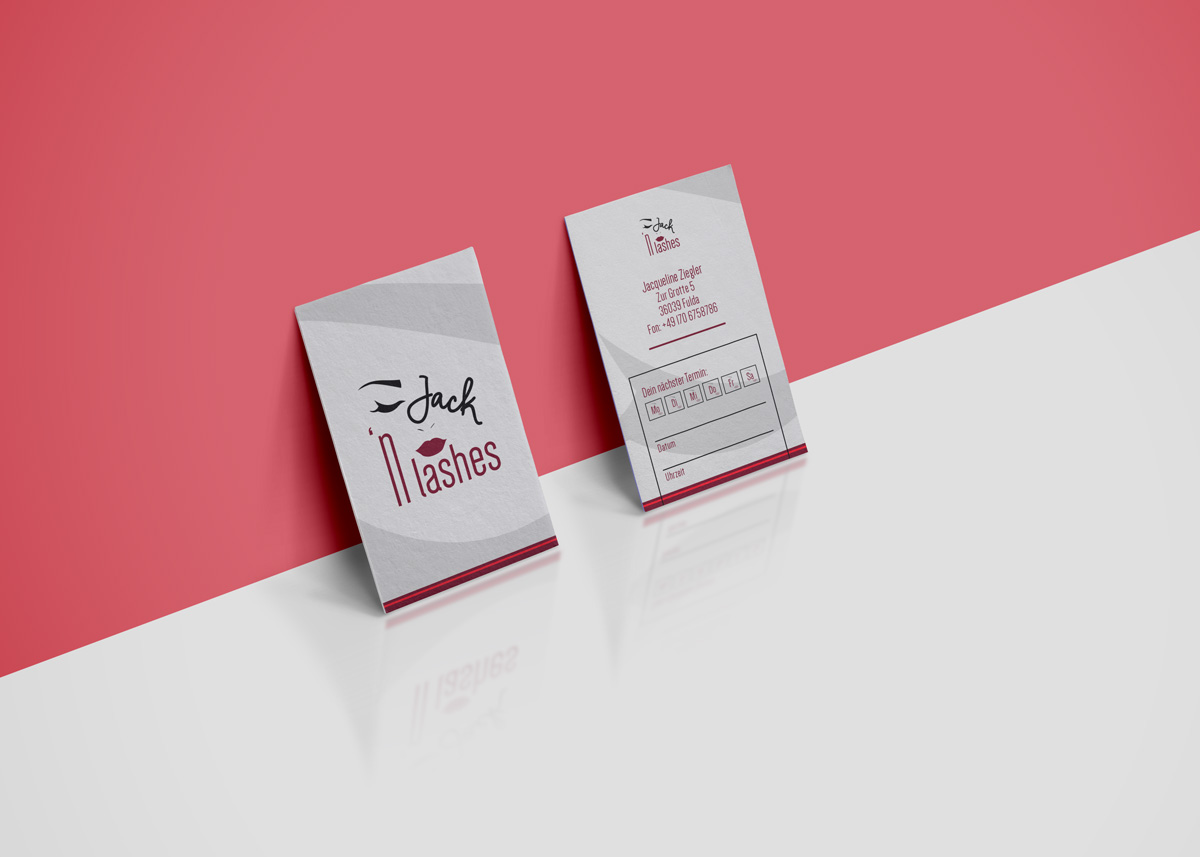 Jack
'n lashes
Jack
'n lashes
Jacqueline Ziegler
Zur Grotte 5
36039 Fulda
Fon: +49 170 6758786
Dein nächster Termin:
Mo Di Mi Do Fr Sa
Datum
Uhrzeit